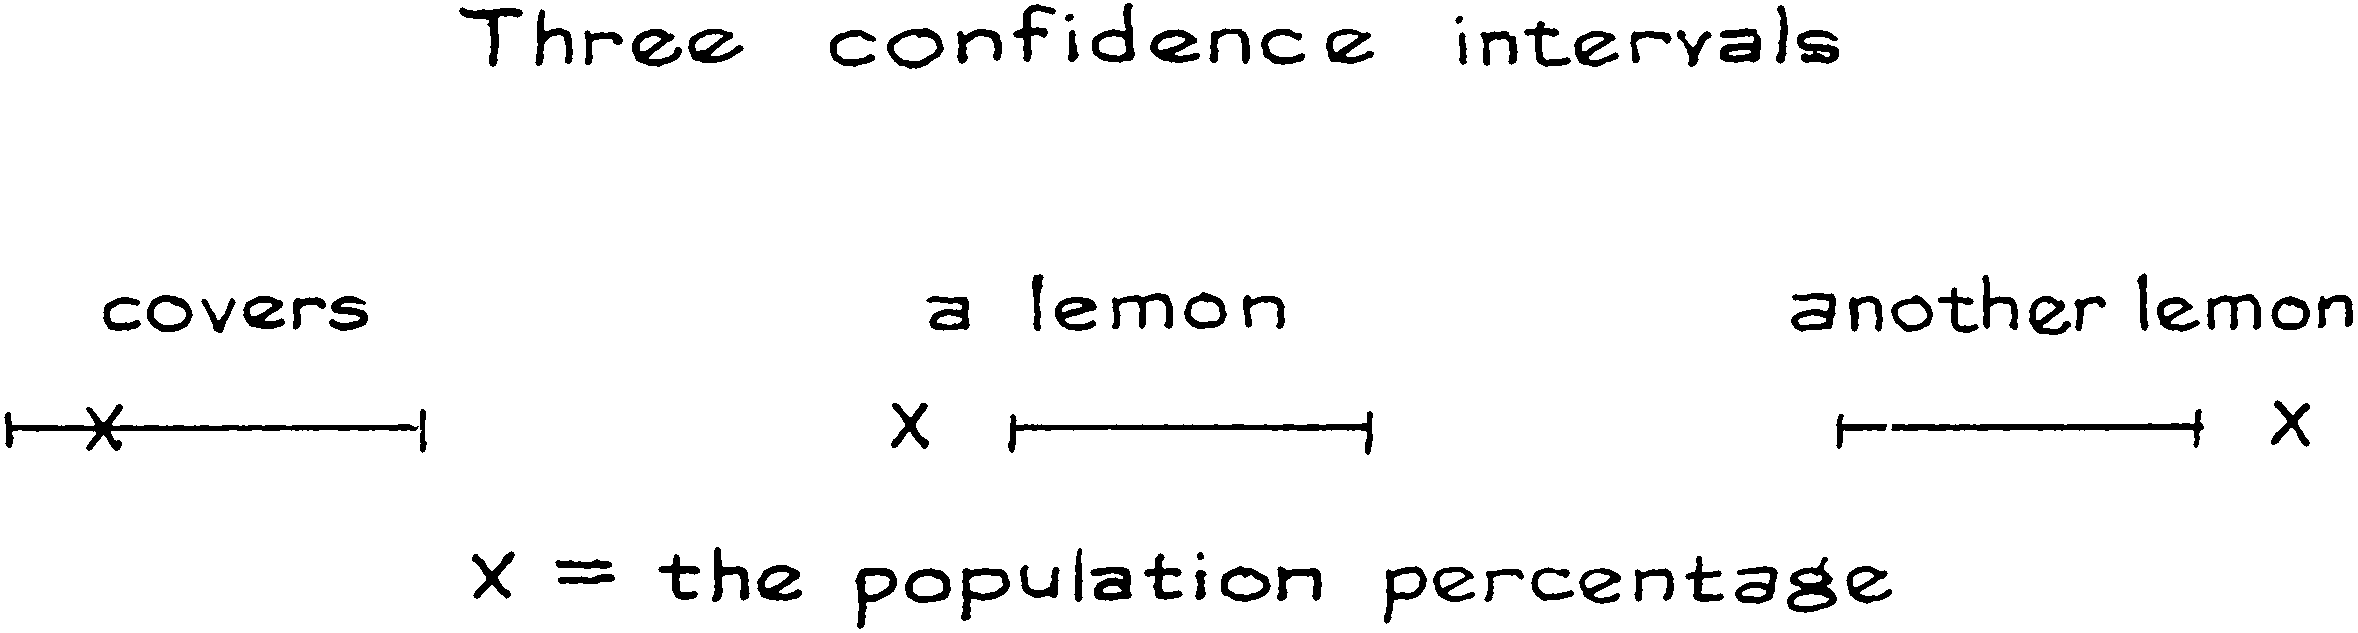 Three confidence intervals
covers a lemon another lemon
x x x
x = the population percentage